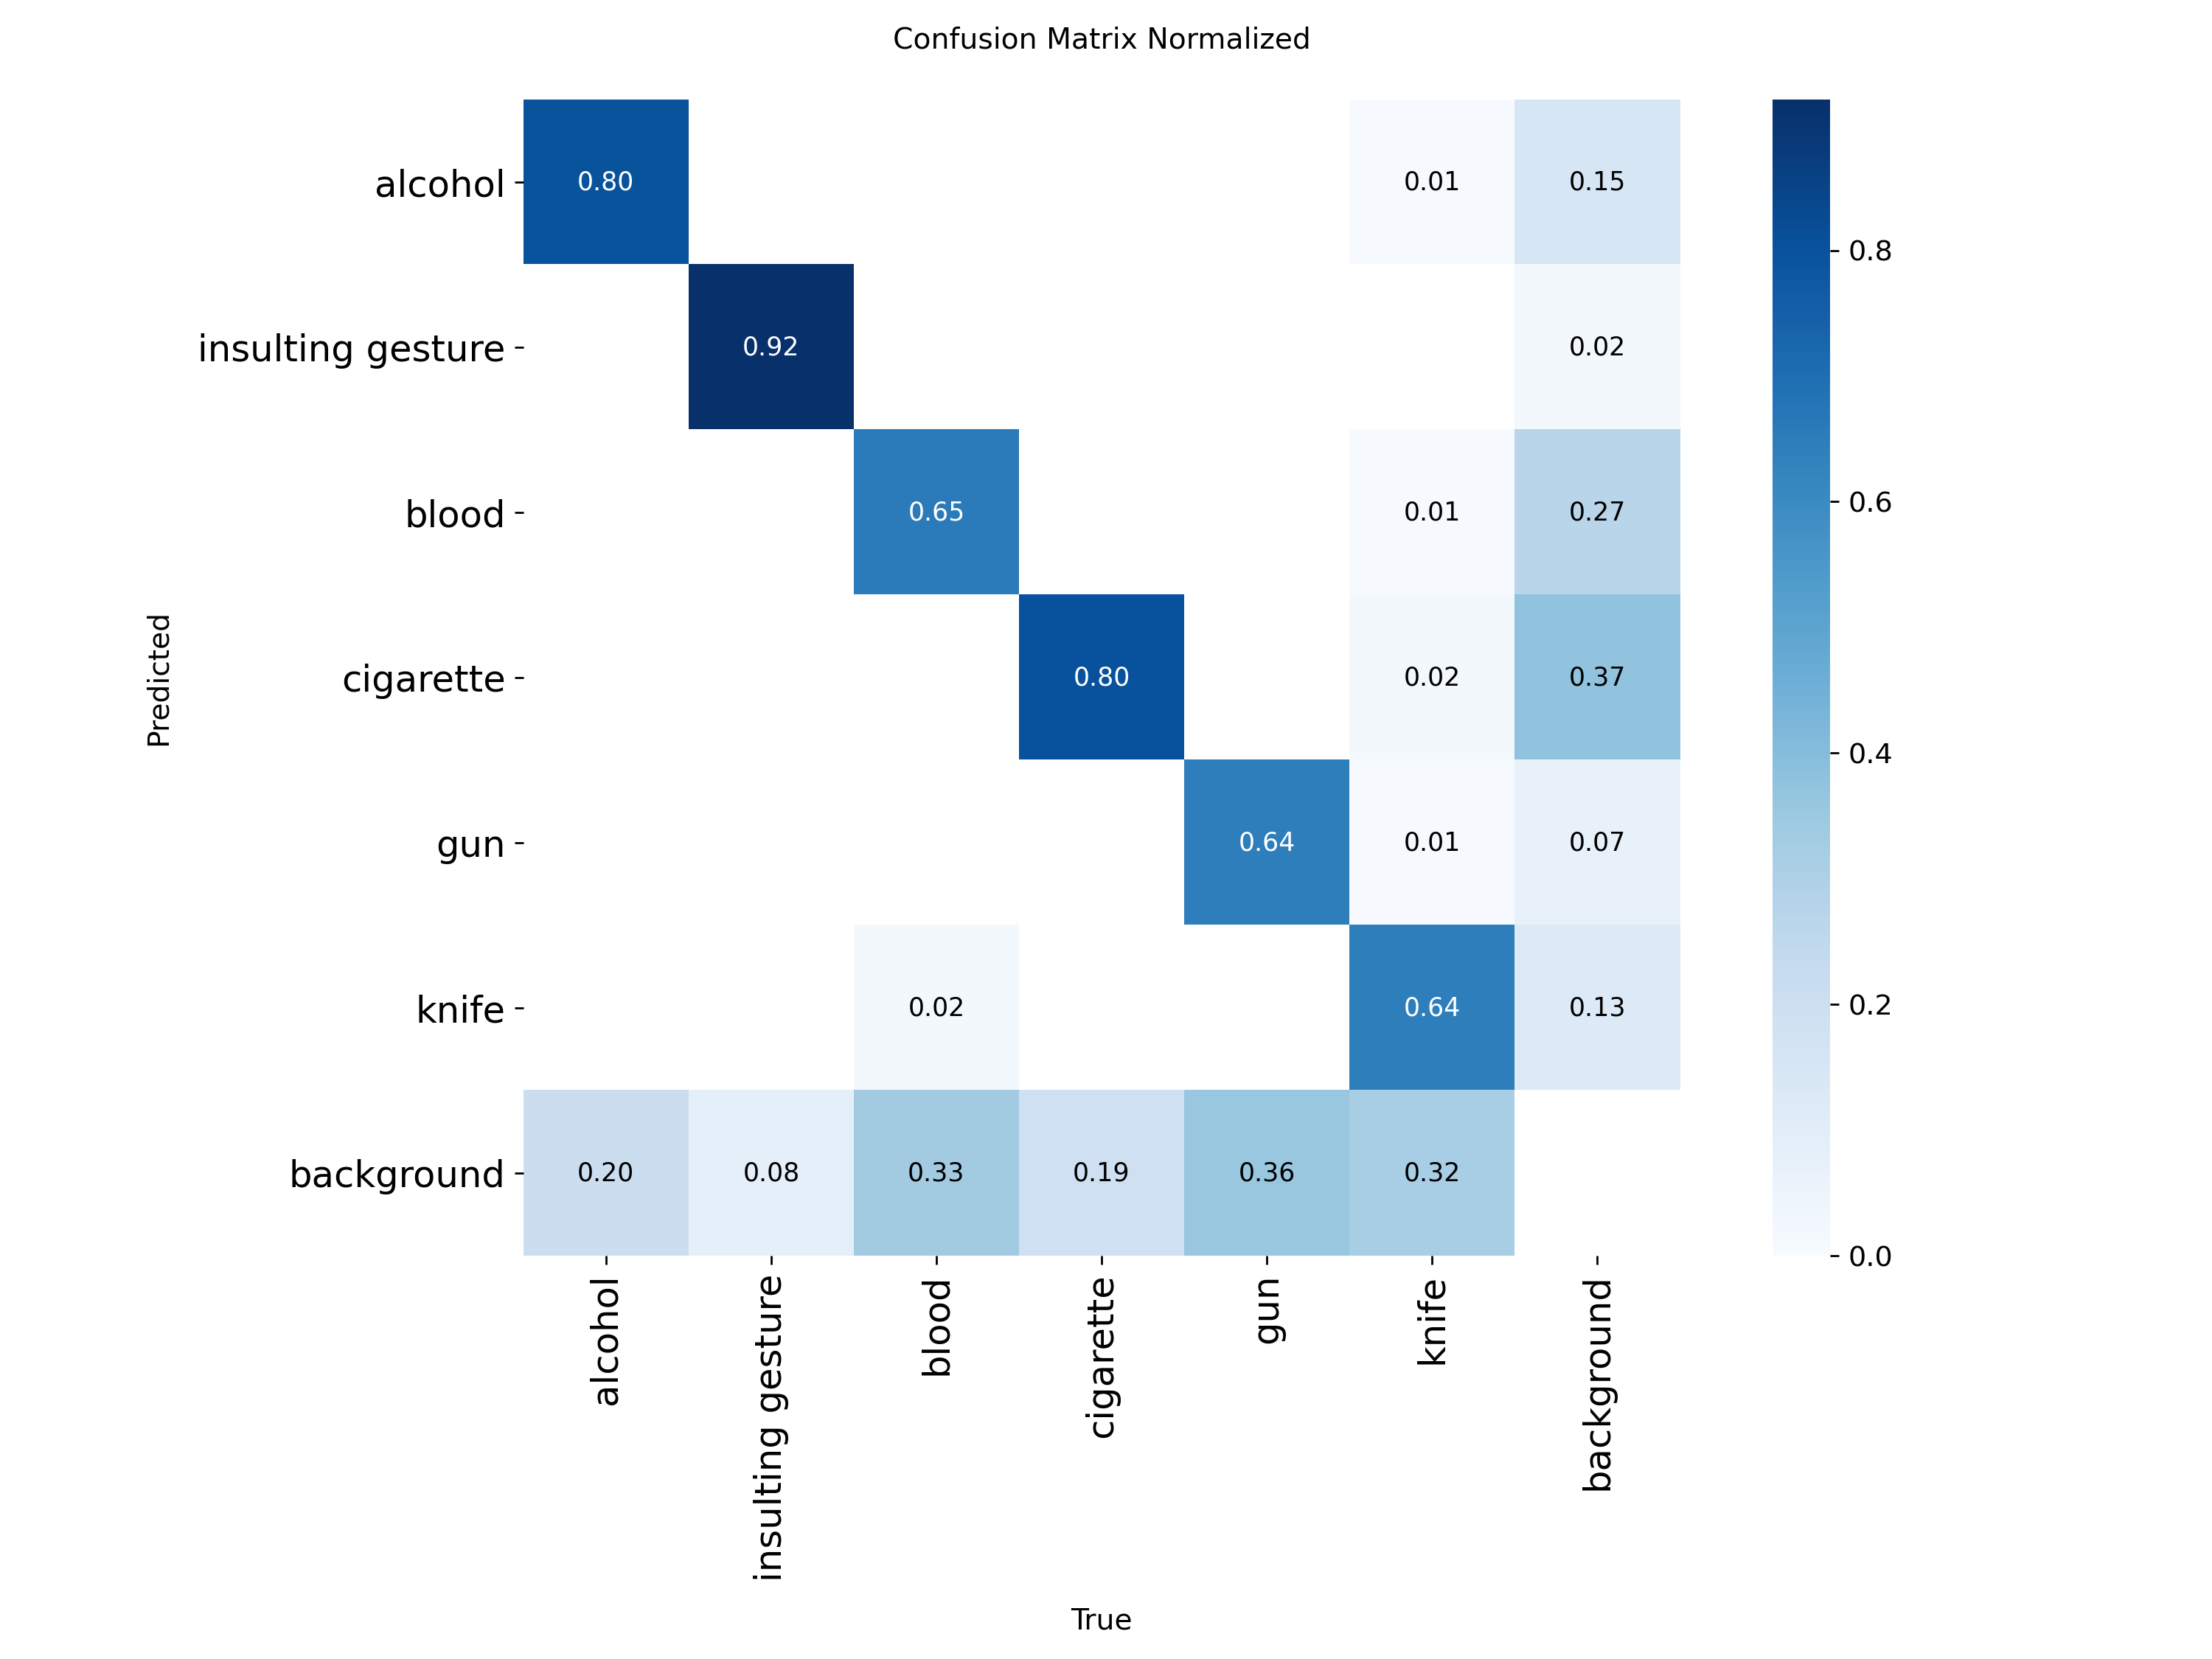 Confusion Matrix Normalized
alcohol
0.80
0.01
0.15
insulting gesture
0.92
0.02
blood
0.65
0.01
0.27
cigarette
0.80
0.02
0.37
gun
0.64
0.01
0.07
knife
0.02
0.64
0.13
background
0.20
0.08
0.33
0.19
0.36
0.32
Predicted
alcohol
insulting gesture
blood
cigarette
gun
knife
background
True
0.8
0.6
0.4
0.2
0.0